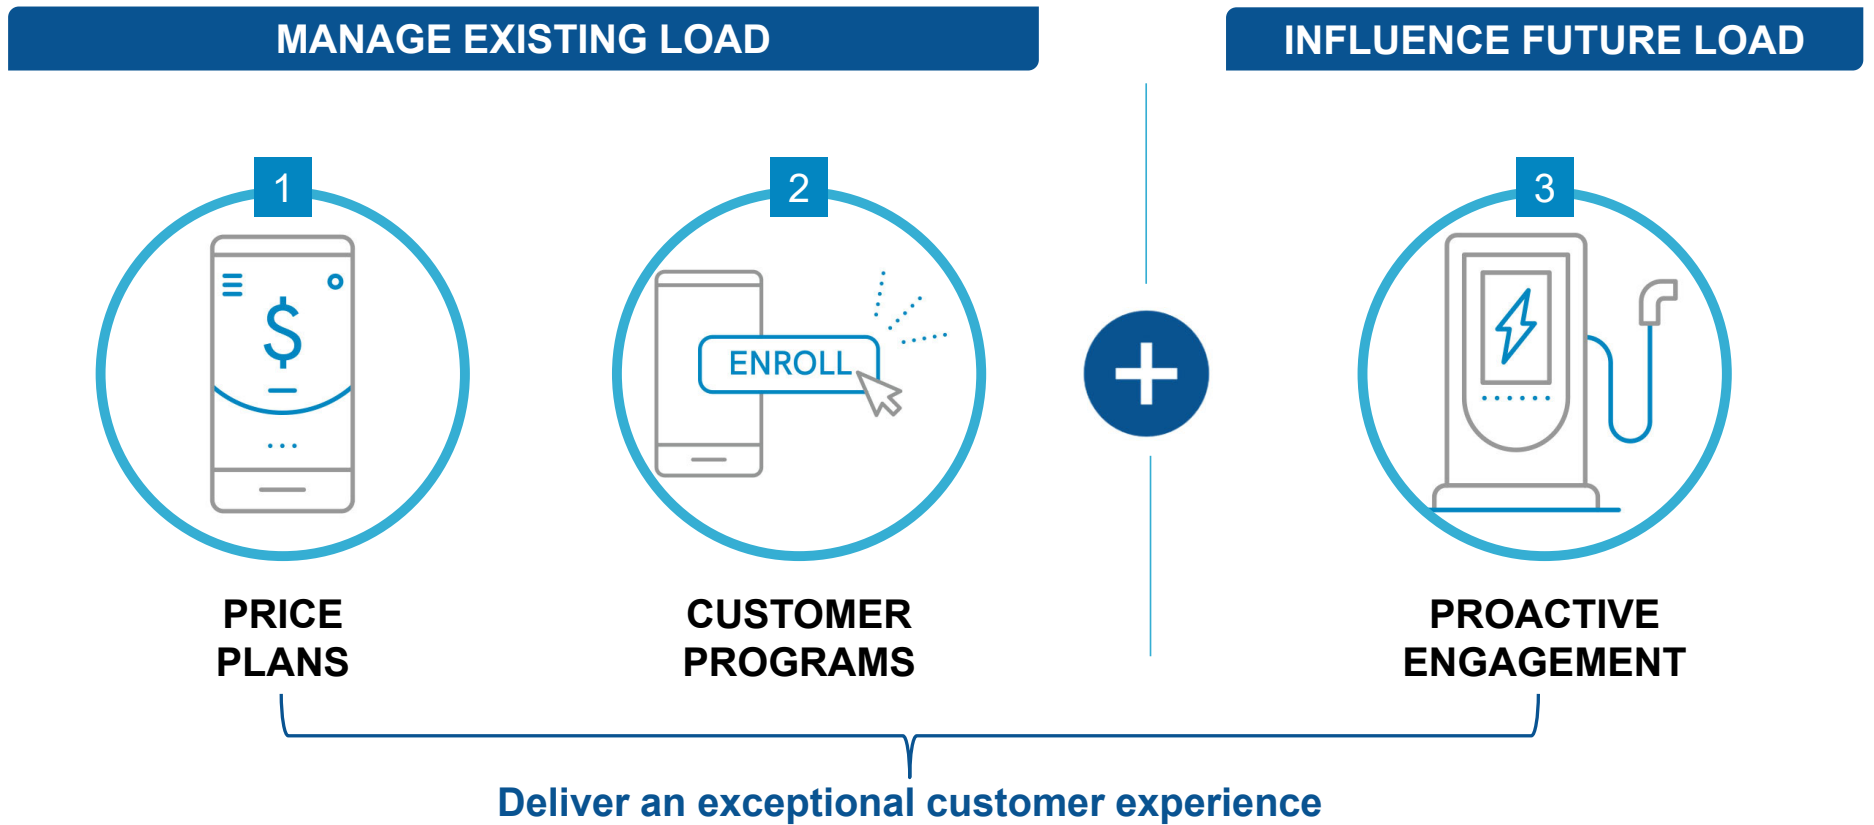 MANAGE EXISTING LOAD
INFLUENCE FUTURE LOAD
1
2
3
$
ENROLL
PRICE
PLANS
CUSTOMER
PROGRAMS
PROACTIVE
ENGAGEMENT
Deliver an exceptional customer experience